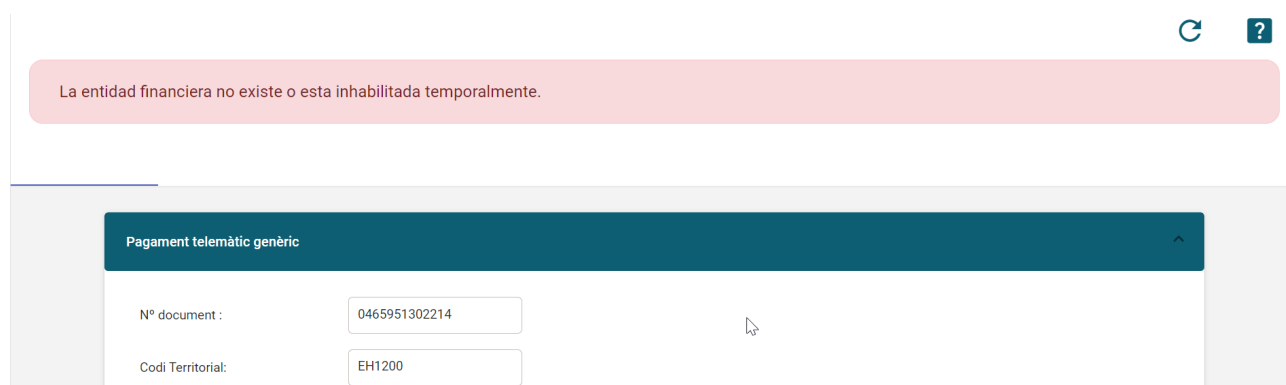 ?
La entidad financiera no existe o esta inhabilitada temporalmente.
Pagament telemàtic genèric
Nº document :
0465951302214
Codi Territorial:
EH1200